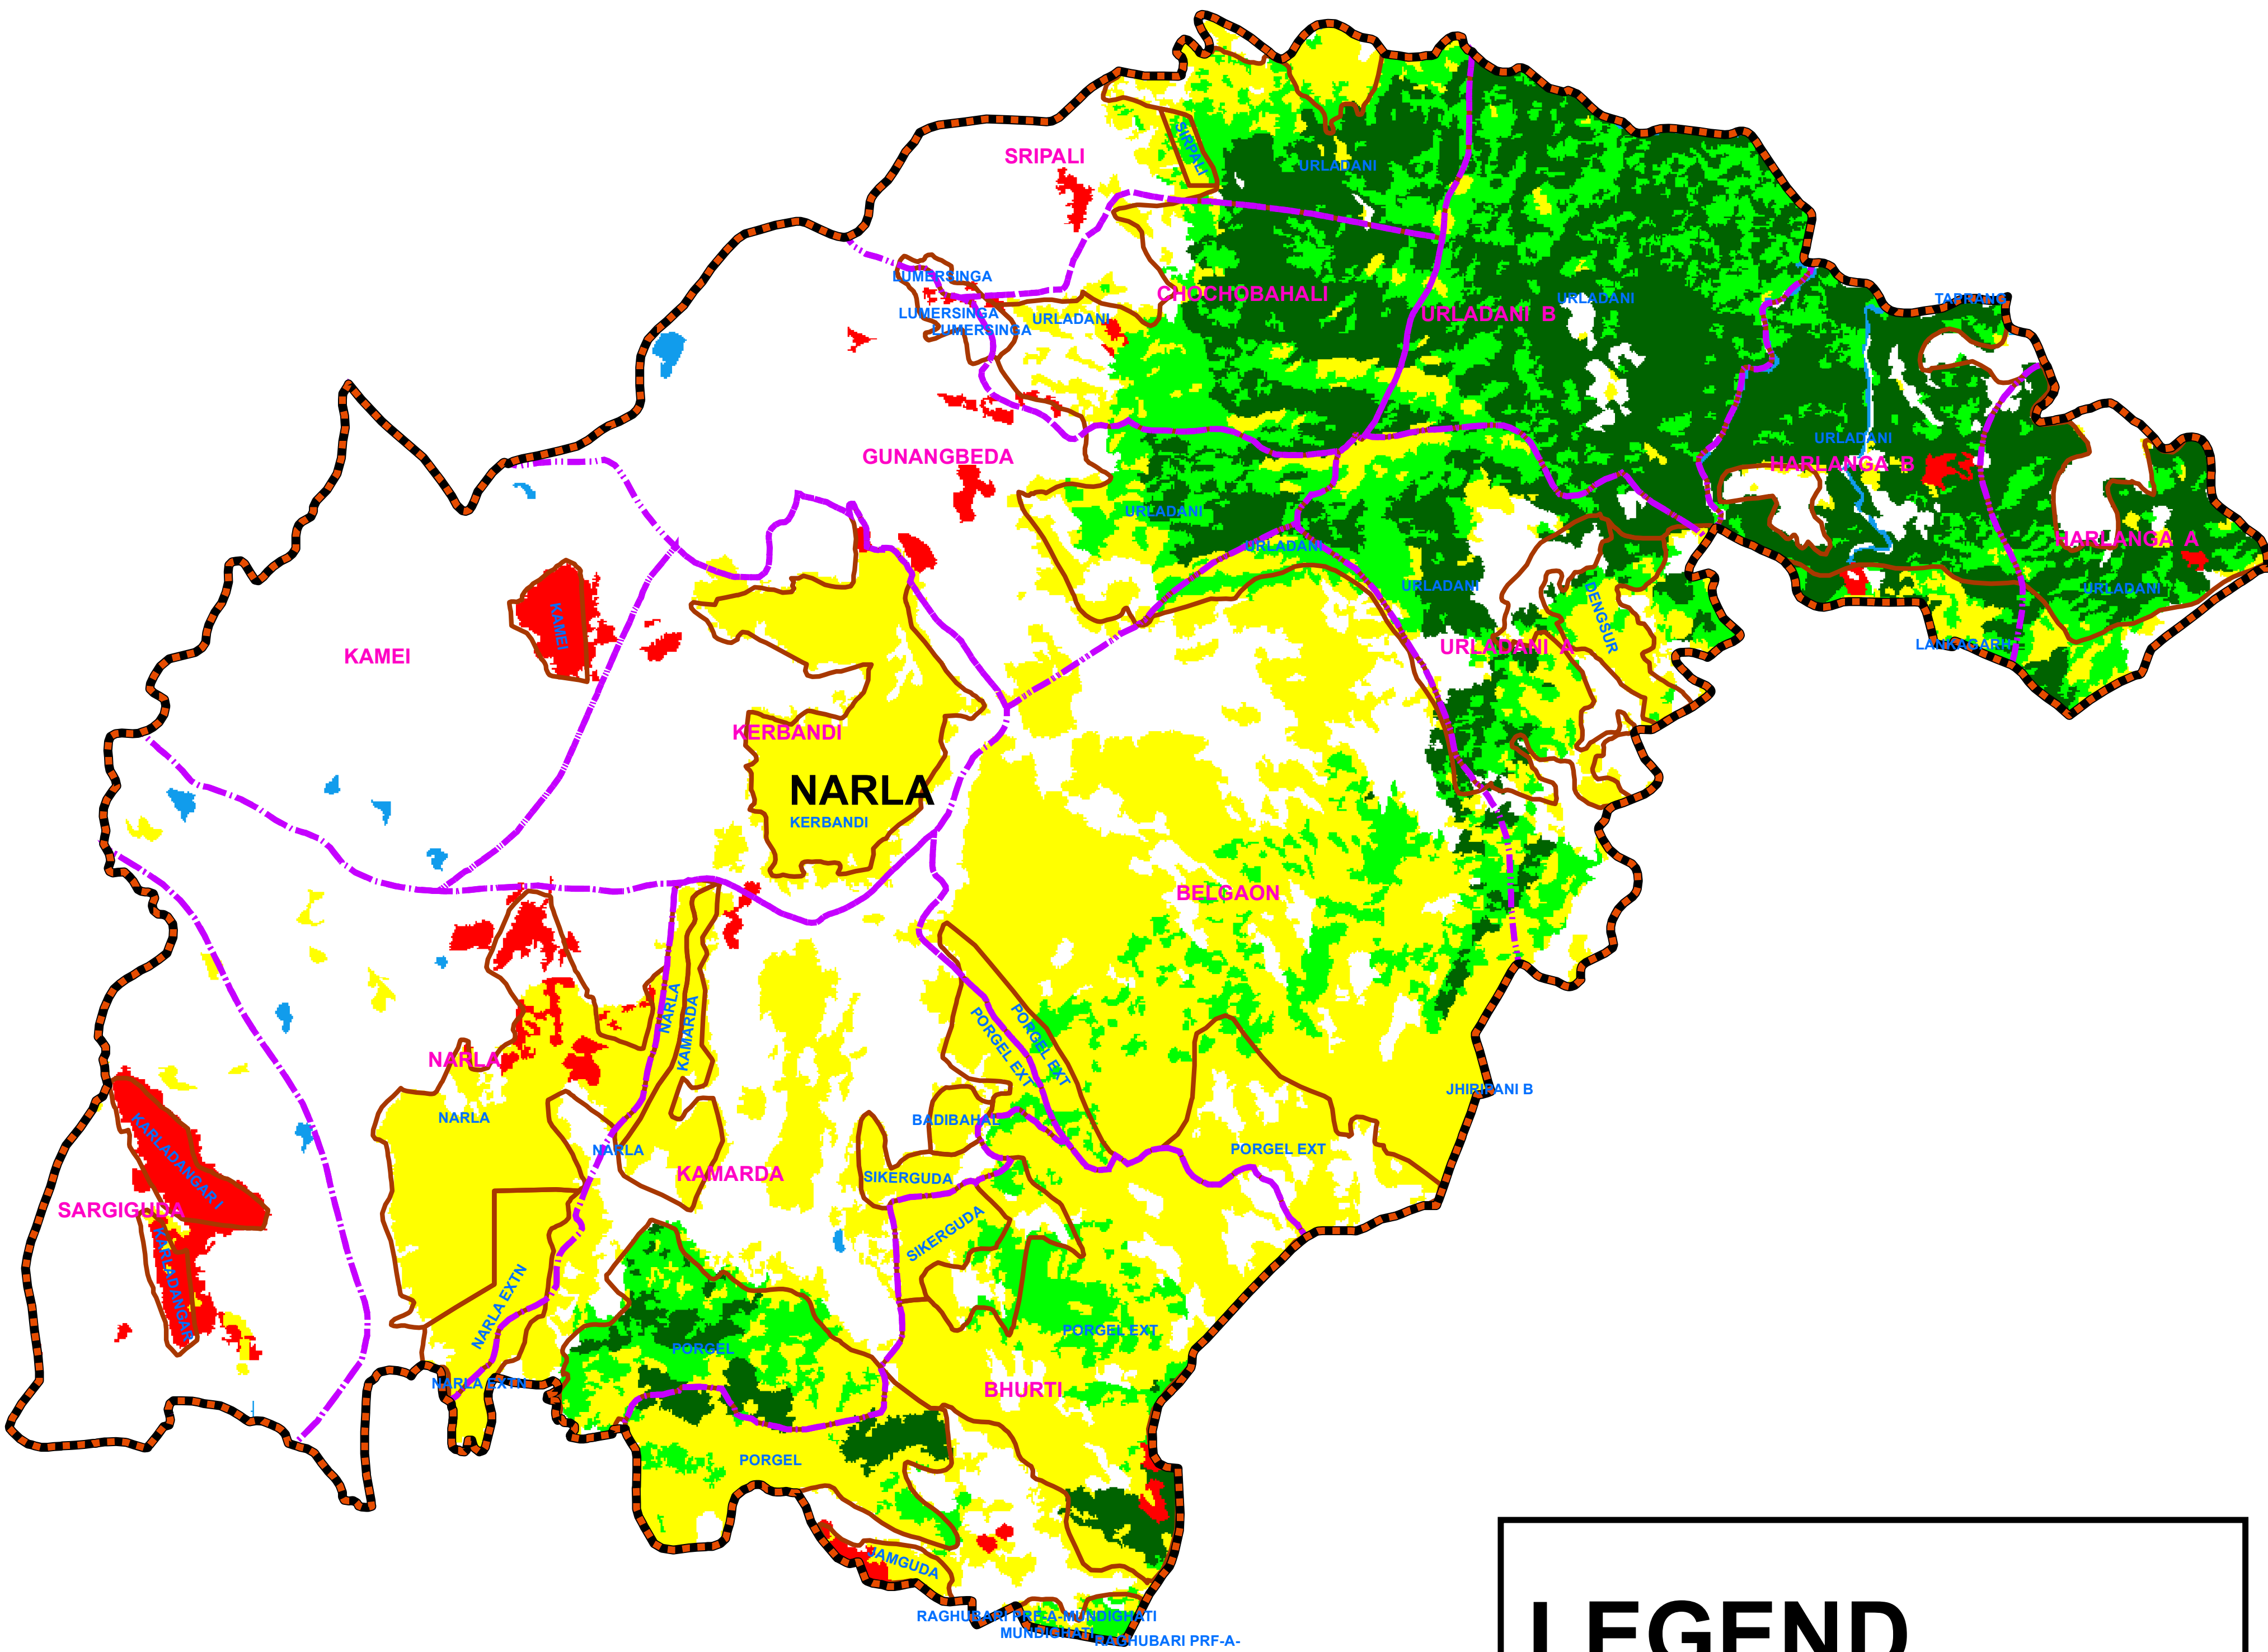 SIRPALI
SRIPALI
URLADANI
LUMERSINGA
CHOCHOBAHALI
URLADANI
TAPRANG
LUMERSINGA
URLADANI
URLADANI B
LUMERSINGA
URLADANI
GUNANGBEDA
HARLANGA B
URLADANI
URLADANI
HARLANGA A
URLADANI
URLADANI
KAMEI
DENGSUR
KAMEI
URLADANI A
LANKAGARH
KERBANDI
NARLA
KERBANDI
BELGAON
NARLA
KAMARDA
PORGEL EXT
PORGEL EXT
NARLA
JHIRIPANI B
NARLA
BADIBAHAL
NARLA
PORGEL EXT
KARLADANGAR I
KAMARDA
SIKERGUDA
SARGIGUDA
SIKERGUDA
KARLADANGAR
NARLA EXTN
PORGEL EXT
PORGEL
NARLA EXTN
BHURTI
PORGEL
JAMGUDA
RAGHUBARI PRF-A-MUNDIGHATI
MUNDIGHATI
RAGHUBARI PRF-A-
LEGEND